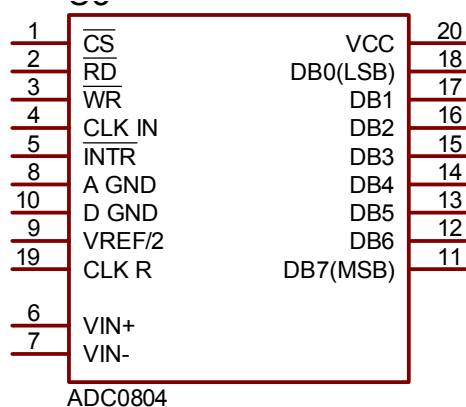 1 CS VCC 20
2 RD DB0(LSB) 18
3 WR DB1 17
4 CLK IN DB2 16
5 INTR DB3 15
8 A GND DB4 14
10 D GND DB5 13
9 VREF/2 DB6 12
19 CLK R DB7(MSB) 11
6 VIN+
7 VIN-
ADC0804